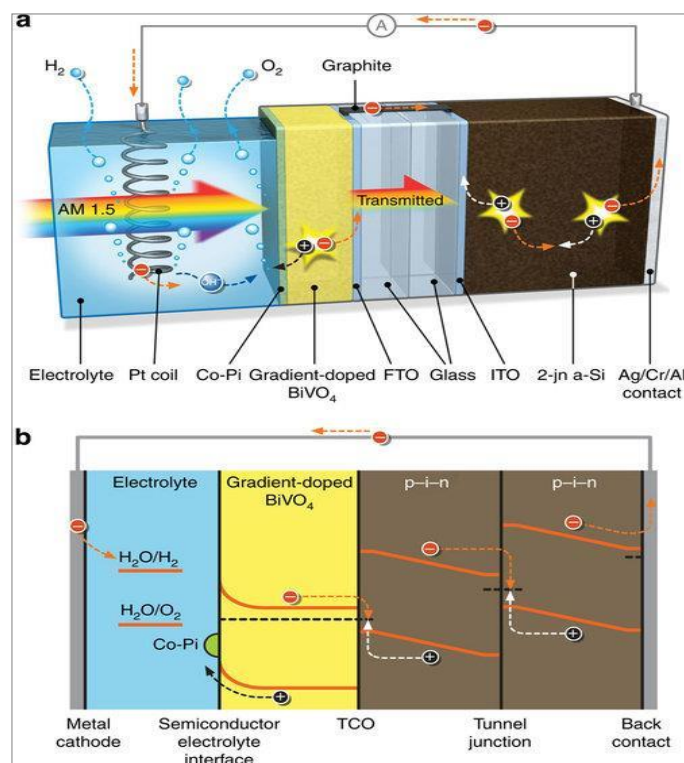 a
A
H₂
O₂
Graphite
AM 1.5
Transmitted
OH⁻
Electrolyte Pt coil Co-Pi Gradient-doped FTO Glass ITO 2-jn a-Si Ag/Cr/Al
BiVO₄ contact
b
Electrolyte Gradient-doped p–i–n p–i–n
BiVO₄
H₂O/H₂
H₂O/O₂
Co-Pi
Metal Semiconductor TCO Tunnel Back
cathode electrolyte junction contact
interface